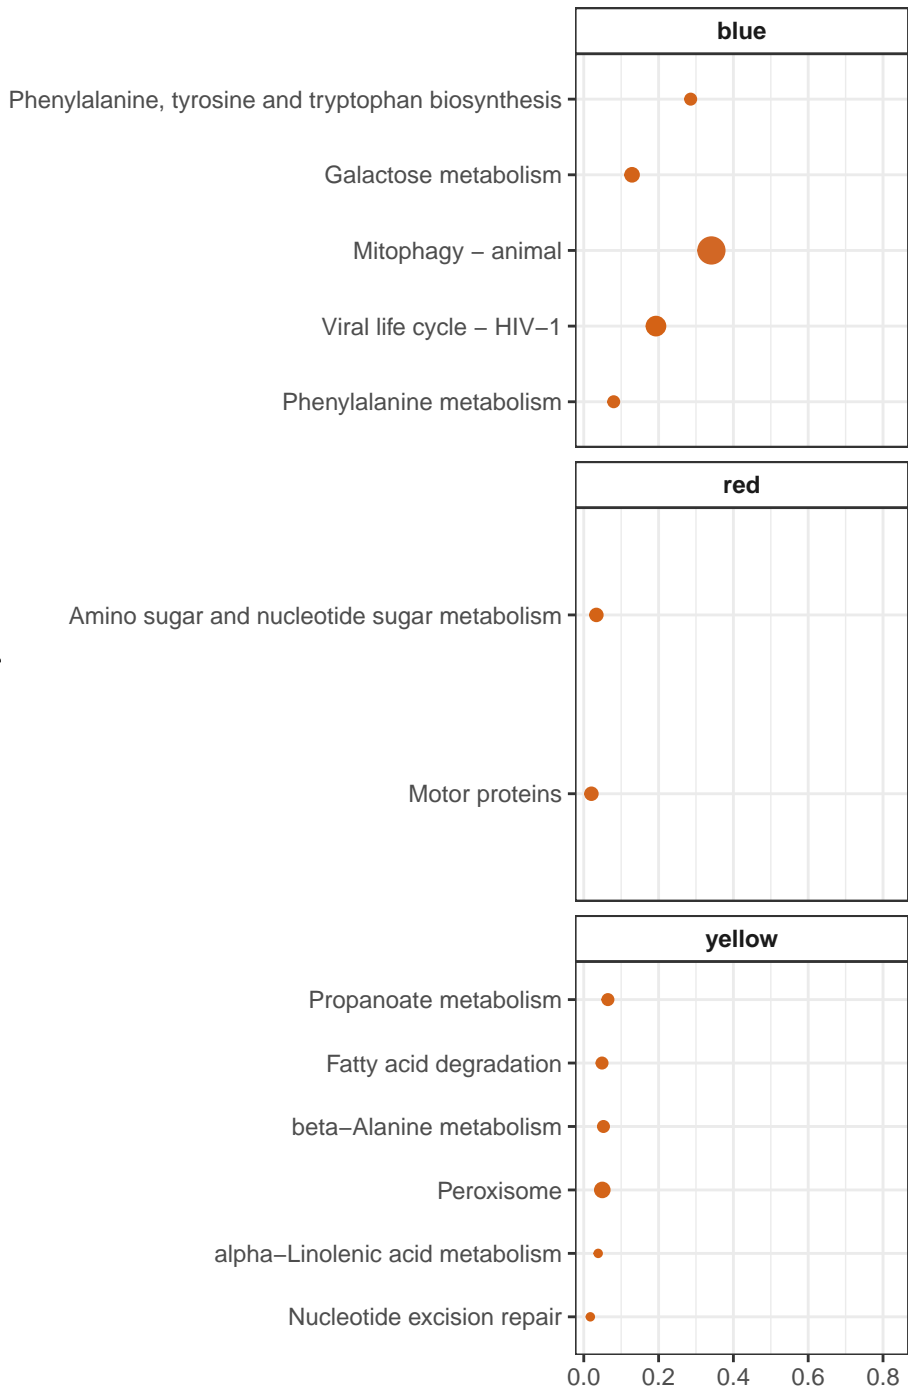 blue
Phenylalanine, tyrosine and tryptophan biosynthesis
Galactose metabolism
Mitophagy − animal
Viral life cycle − HIV−1
Phenylalanine metabolism
red
Amino sugar and nucleotide sugar metabolism
Motor proteins
yellow
Propanoate metabolism
Fatty acid degradation
beta−Alanine metabolism
Peroxisome
alpha−Linolenic acid metabolism
Nucleotide excision repair
0.0 0.2 0.4 0.6 0.8